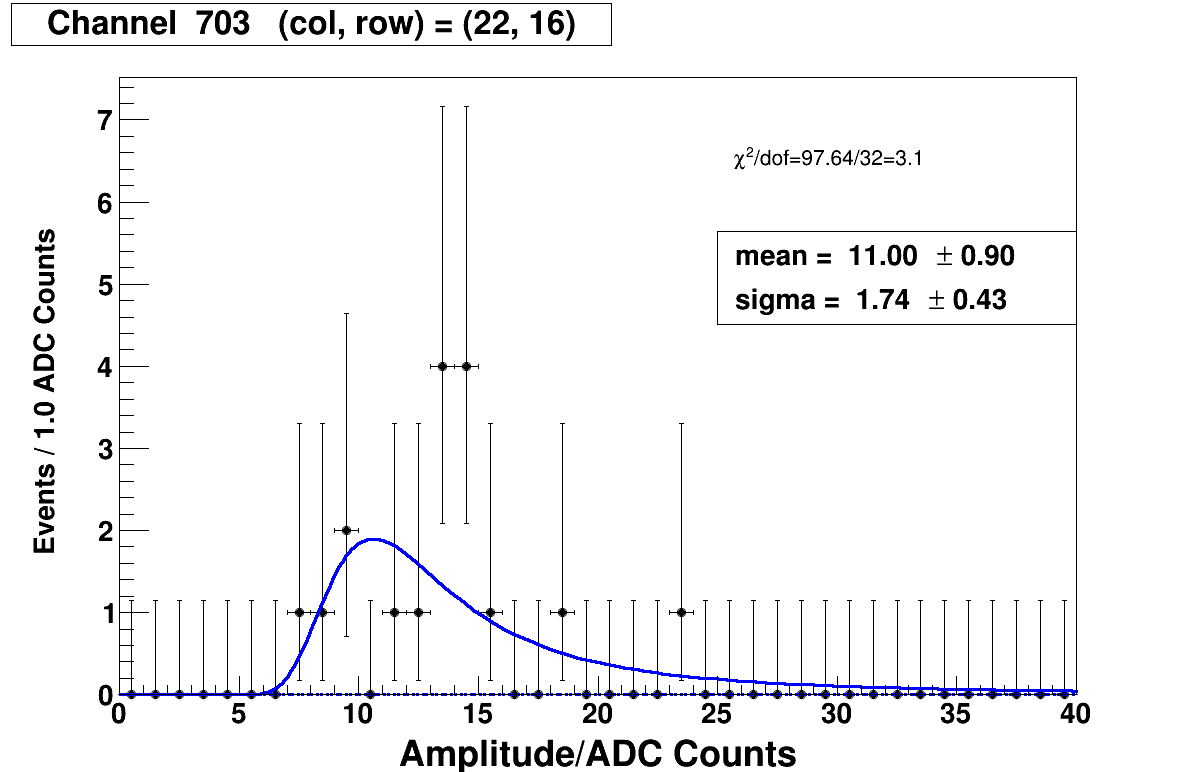 Channel  703   (col, row) = (22, 16)
χ²/dof=97.64/32=3.1
mean =  11.00  ± 0.90
sigma =  1.74  ± 0.43
Events / 1.0 ADC Counts
7
6
5
4
3
2
1
0
0 5 10 15 20 25 30 35 40
Amplitude/ADC Counts